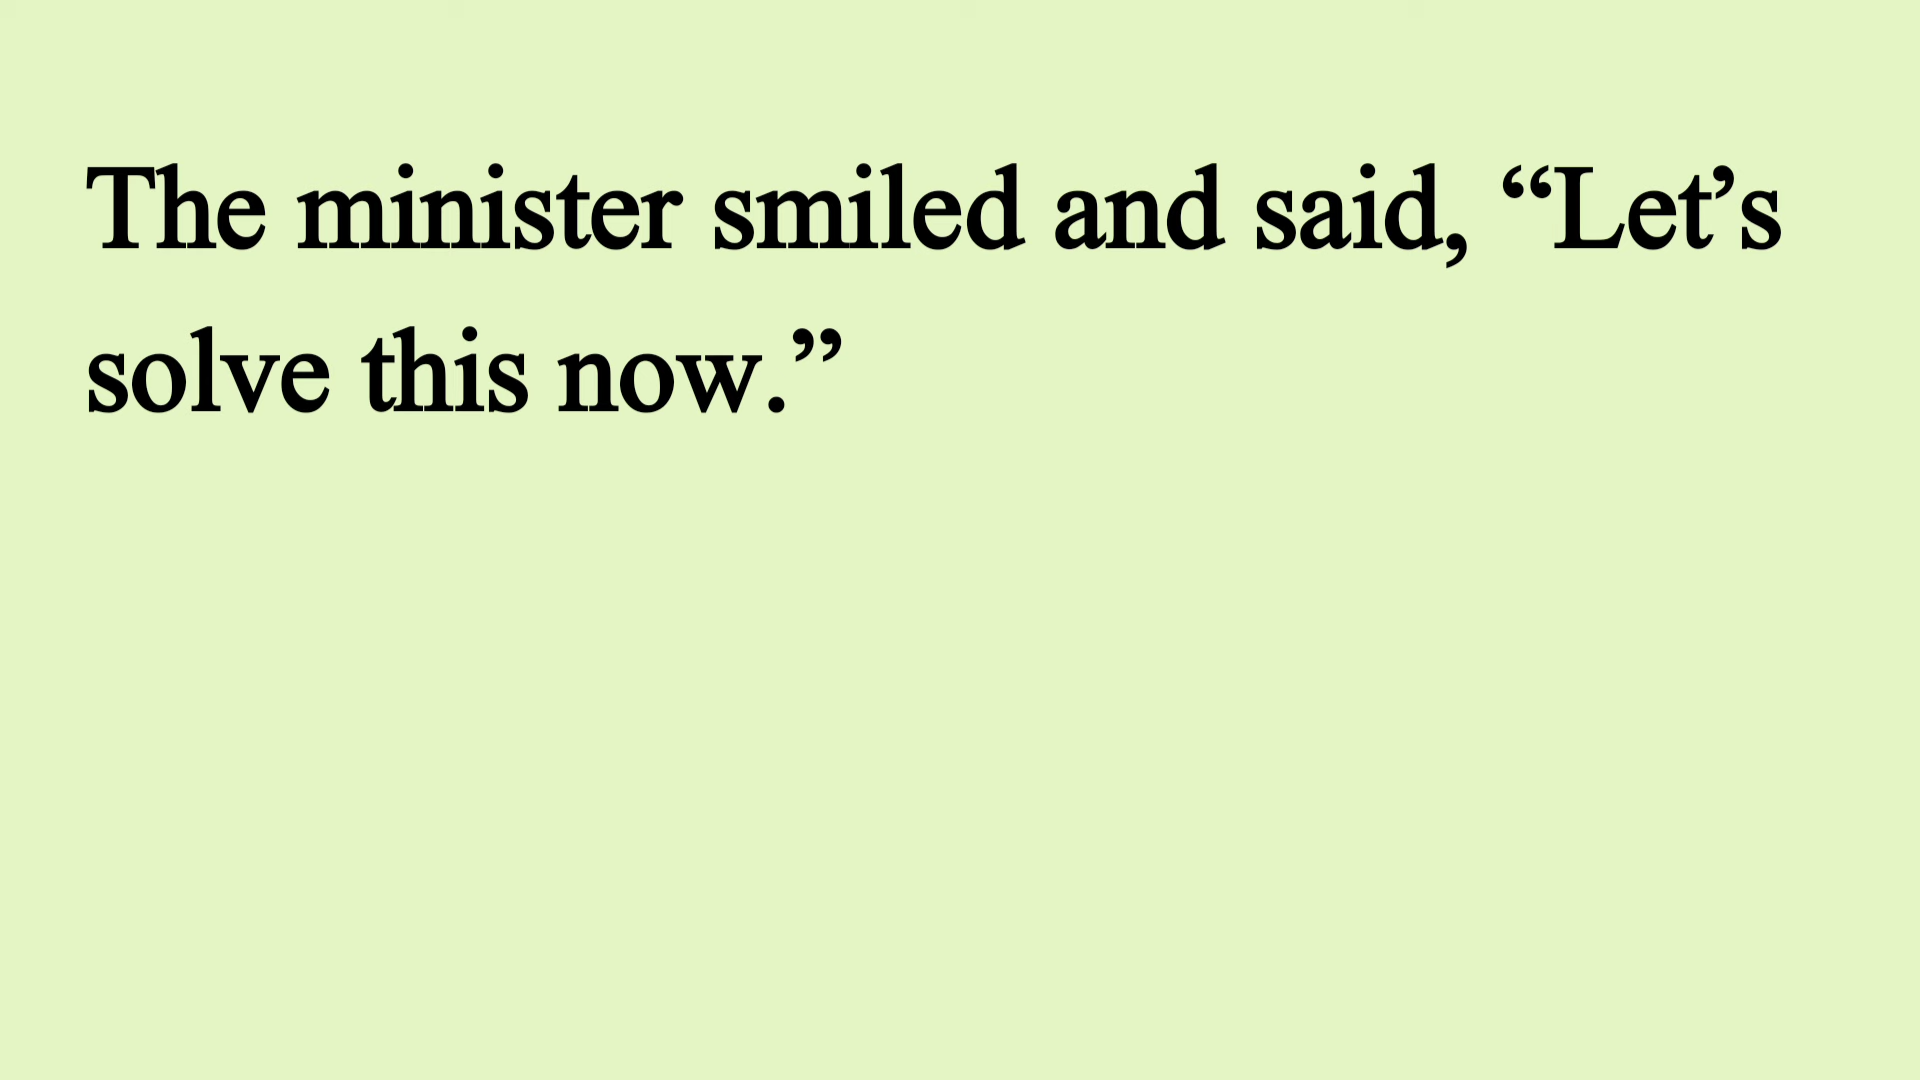 The minister smiled and said, “Let’s
solve this now.”